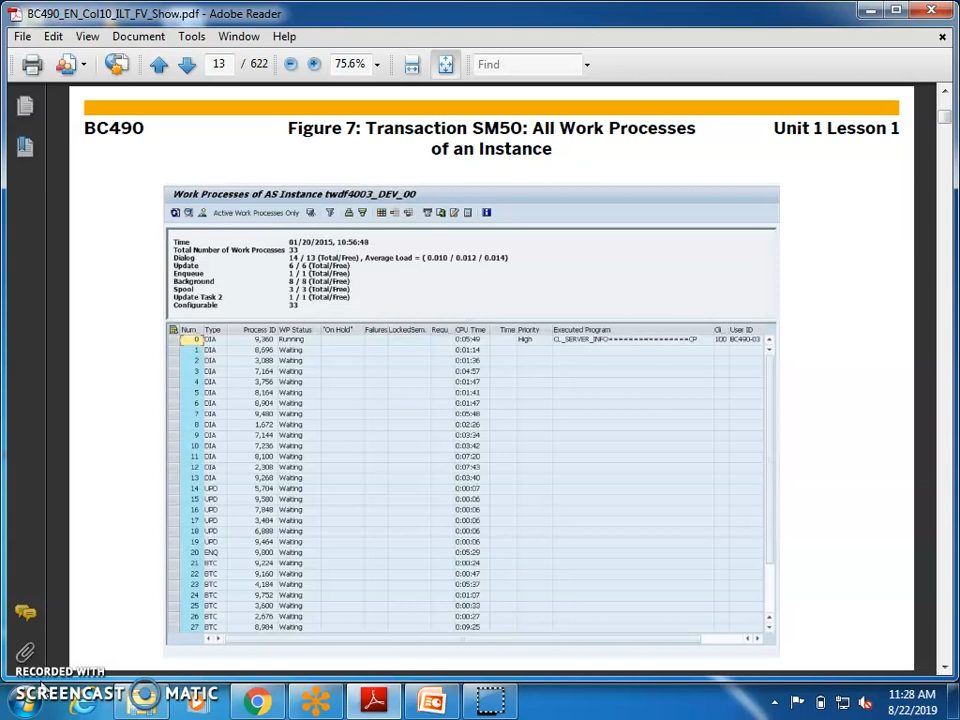 BC490_EN_Col10_ILT_FV_Show.pdf - Adobe Reader
File Edit View Document Tools Window Help
13 / 622 75.6% Find
BC490 Figure 7: Transaction SM50: All Work Processes of an Instance Unit 1 Lesson 1
Work Processes of AS Instance twdf4003_DEV_00
Active Work Processes Only
Time 01/20/2015, 10:56:48
Total Number of Work Processes 33
Dialog 14 / 13 (Total/Free) , Average Load = ( 0.010 / 0.012 / 0.014)
Update 6 / 6 (Total/Free)
Enqueue 1 / 1 (Total/Free)
Background 8 / 8 (Total/Free)
Spool 3 / 3 (Total/Free)
Update Task 2 1 / 1 (Total/Free)
Configurable 33
Num Type Process ID WP Status "On Hold" Failures LockedSem. Requ CPU Time Time Priority Executed Program Cli User ID
0 DIA 9,360 Running 0:05:49 High CL_SERVER_INFO================CP 100 BC490-03
1 DIA 8,696 Waiting 0:01:14
2 DIA 3,088 Waiting 0:01:36
3 DIA 7,164 Waiting 0:04:57
4 DIA 3,756 Waiting 0:01:41
5 DIA 8,164 Waiting 0:01:47
6 DIA 8,904 Waiting 0:01:47
7 DIA 9,480 Waiting 0:05:48
8 DIA 1,672 Waiting 0:02:26
9 DIA 7,144 Waiting 0:03:34
10 DIA 7,236 Waiting 0:03:42
11 DIA 8,100 Waiting 0:07:20
12 DIA 2,308 Waiting 0:07:43
13 DIA 9,268 Waiting 0:03:40
14 UPD 5,704 Waiting 0:00:07
15 UPD 9,580 Waiting 0:00:06
16 UPD 7,848 Waiting 0:00:06
17 UPD 3,484 Waiting 0:00:06
18 UPD 6,888 Waiting 0:00:06
19 UPD 9,464 Waiting 0:00:06
20 ENQ 9,800 Waiting 0:05:29
21 BTC 9,224 Waiting 0:00:24
22 BTC 9,160 Waiting 0:00:47
23 BTC 4,184 Waiting 0:05:37
24 BTC 9,752 Waiting 0:01:07
25 BTC 3,600 Waiting 0:00:33
26 BTC 2,676 Waiting 0:00:27
27 BTC 8,984 Waiting 0:09:25
RECORDED WITH
SCREENCAST MATIC
11:28 AM
8/22/2019